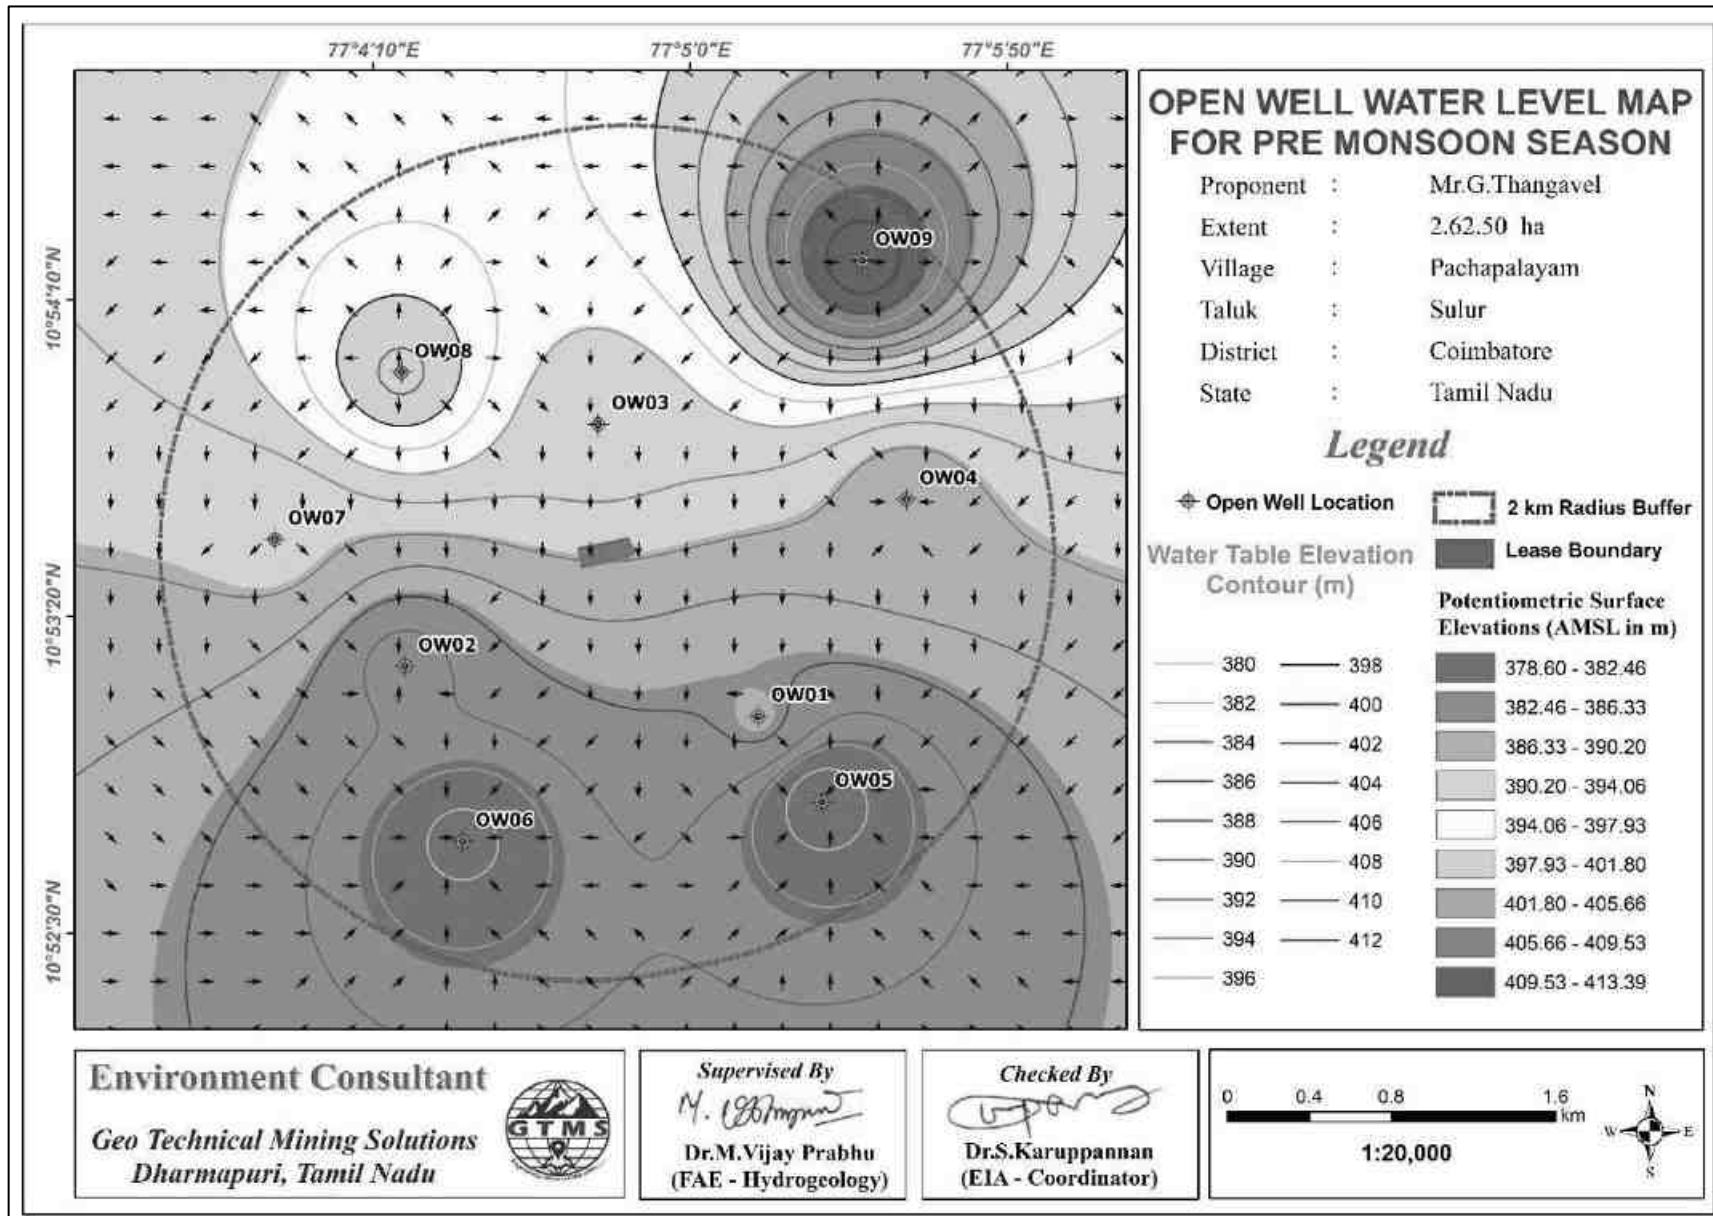 77°4'10"E
77°5'0"E
77°5'50"E
10°54'10"N
10°53'20"N
10°52'30"N
OW09
OW08
OW03
OW04
OW07
OW02
OW01
OW05
OW06
OPEN WELL WATER LEVEL MAP
FOR PRE MONSOON SEASON
Proponent : Mr.G.Thangavel
Extent : 2.62.50 ha
Village : Pachapalayam
Taluk : Sulur
District : Coimbatore
State : Tamil Nadu
Legend
Open Well Location
2 km Radius Buffer
Lease Boundary
Water Table Elevation
Contour (m)
380
382
384
386
388
390
392
394
396
398
400
402
404
406
408
410
412
Potentiometric Surface
Elevations (AMSL in m)
378.60 - 382.46
382.46 - 386.33
386.33 - 390.20
390.20 - 394.06
394.06 - 397.93
397.93 - 401.80
401.80 - 405.66
405.66 - 409.53
409.53 - 413.39
Environment Consultant
Geo Technical Mining Solutions
Dharmapuri, Tamil Nadu
GTMS
Supervised By
Dr.M.Vijay Prabhu
(FAE - Hydrogeology)
Checked By
Dr.S.Karuppannan
(EIA - Coordinator)
0 0.4 0.8 1.6
km
1:20,000
N
W E
S